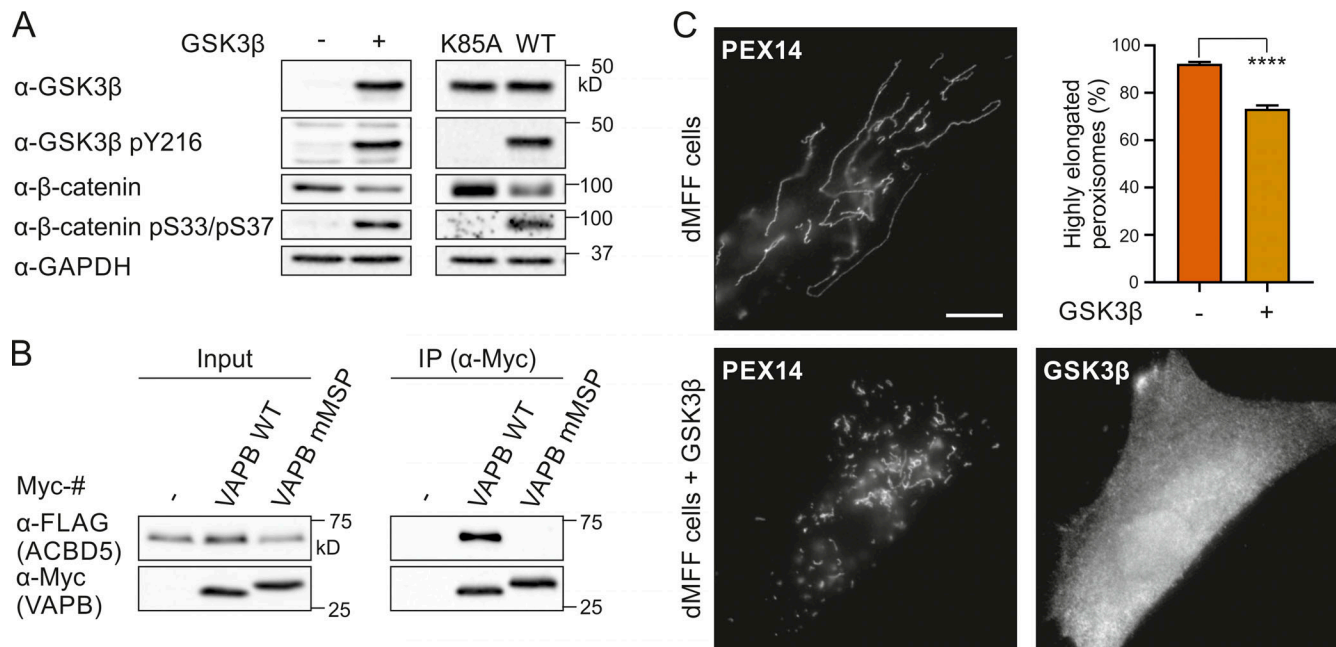 A
GSK3β - + K85A WT
α-GSK3β
50
kD
α-GSK3β pY216
50
α-β-catenin
100
α-β-catenin pS33/pS37
100
α-GAPDH
37
B
Input IP (α-Myc)
Myc-# - VAPB WT VAPB mMSP - VAPB WT VAPB mMSP
α-FLAG
(ACBD5)
75
kD
75
α-Myc
(VAPB)
25
25
C
dMFF cells
PEX14
Highly elongated
peroxisomes (%)
100
80
60
40
20
0
****
GSK3β - +
dMFF cells + GSK3β
PEX14
GSK3β